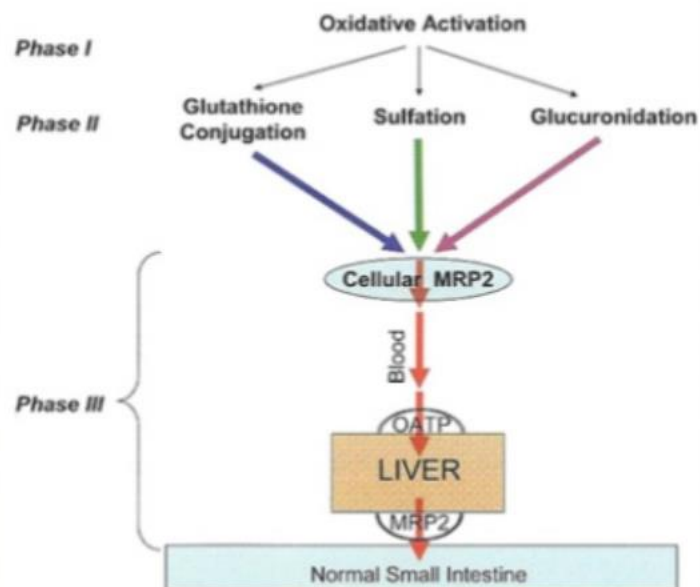 Oxidative Activation
Phase I
Glutathione
Conjugation
Sulfation
Glucuronidation
Phase II
Cellular MRP2
Blood
Phase III
OATP
LIVER
MRP2
Normal Small Intestine